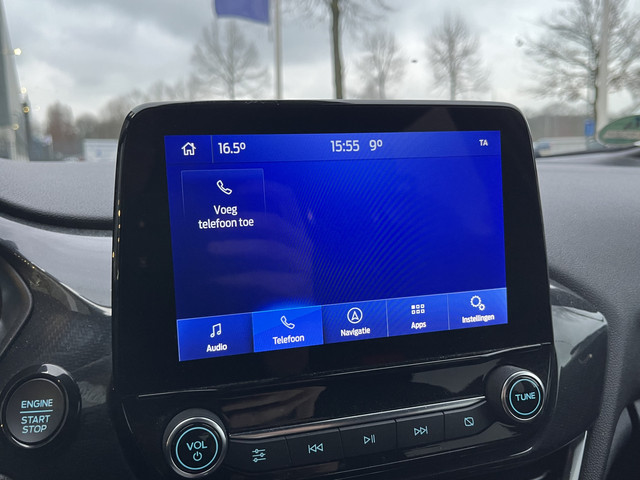 16.5° 15:55 9° TA
Voeg
telefoon toe
Audio Telefoon Navigatie Apps Instellingen
ENGINE
START
STOP
VOL
TUNE